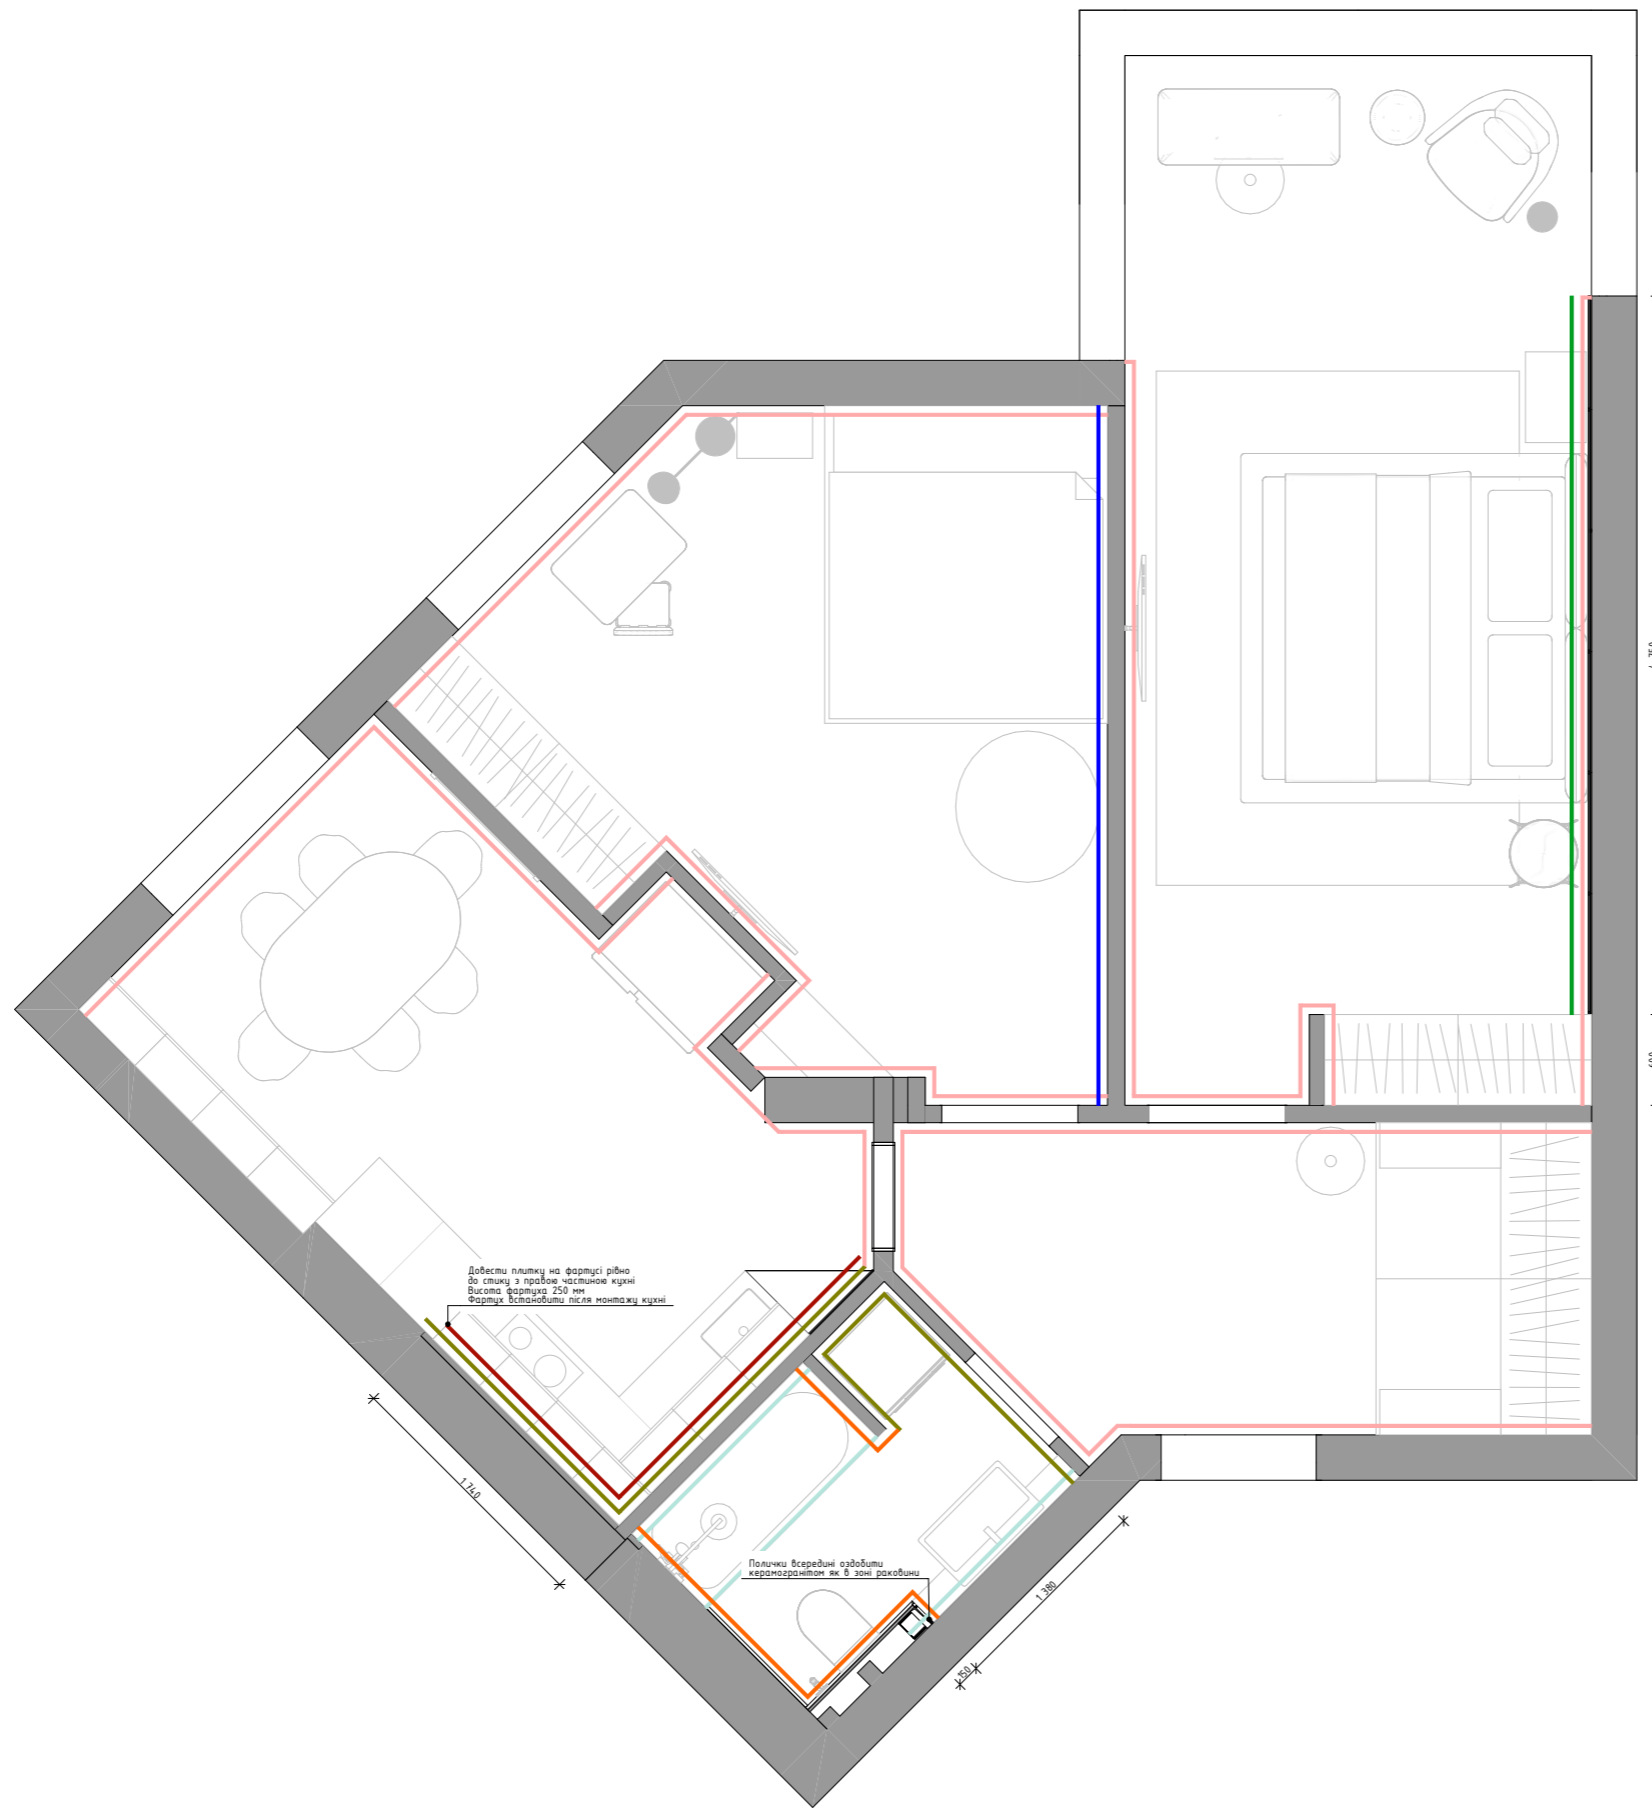 Довести плитку на фартусі рівно
до стику з правою частиною кухні
Висота фартуха 250 мм
Фартух встановити після монтажу кухні
1 740
Полички всередині оздобити
керамогранітом як в зоні раковини
1 380
150